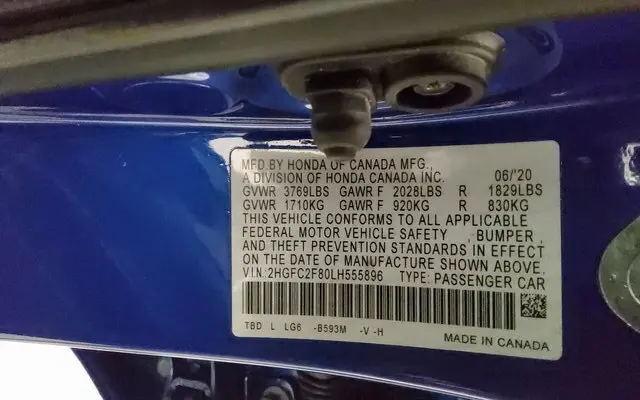 MFD.BY HONDA OF CANADA MFG.,
A DIVISION OF HONDA CANADA INC. 06/'20
GVWR 3769LBS GAWR F 2028LBS R 1829LBS
GVWR 1710KG GAWR F 920KG R 830KG
THIS VEHICLE CONFORMS TO ALL APPLICABLE
FEDERAL MOTOR VEHICLE SAFETY , BUMPER ,
AND THEFT PREVENTION STANDARDS IN EFFECT
ON THE DATE OF MANUFACTURE SHOWN ABOVE.
V.I.N: 2HGFC2F80LH555896 TYPE: PASSENGER CAR
TBD L LG6 -B593M -V -H
MADE IN CANADA